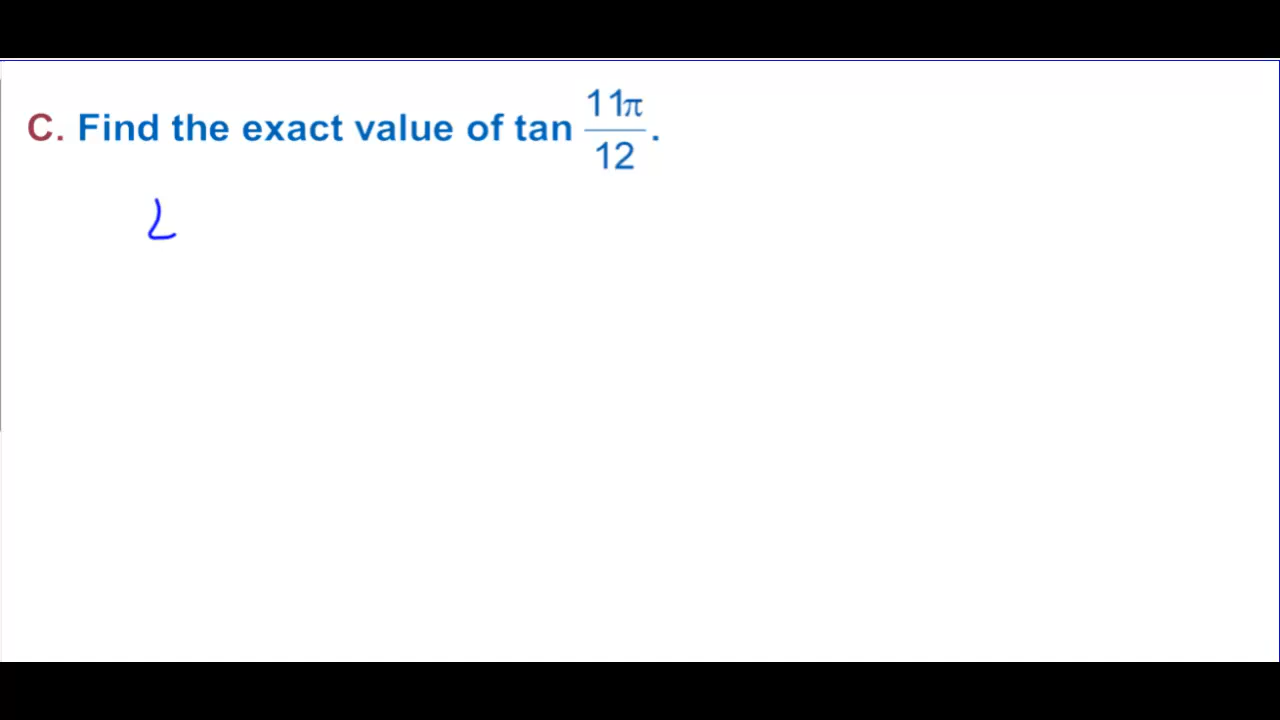 C. Find the exact value of tan 11π/12.